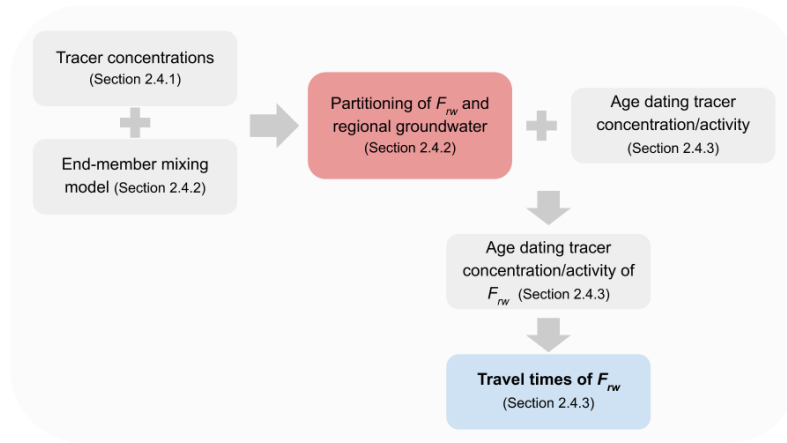 Tracer concentrations
(Section 2.4.1)
End-member mixing
model (Section 2.4.2)
Partitioning of Frw and
regional groundwater
(Section 2.4.2)
Age dating tracer
concentration/activity
(Section 2.4.3)
Age dating tracer
concentration/activity of
Frw (Section 2.4.3)
Travel times of Frw
(Section 2.4.3)